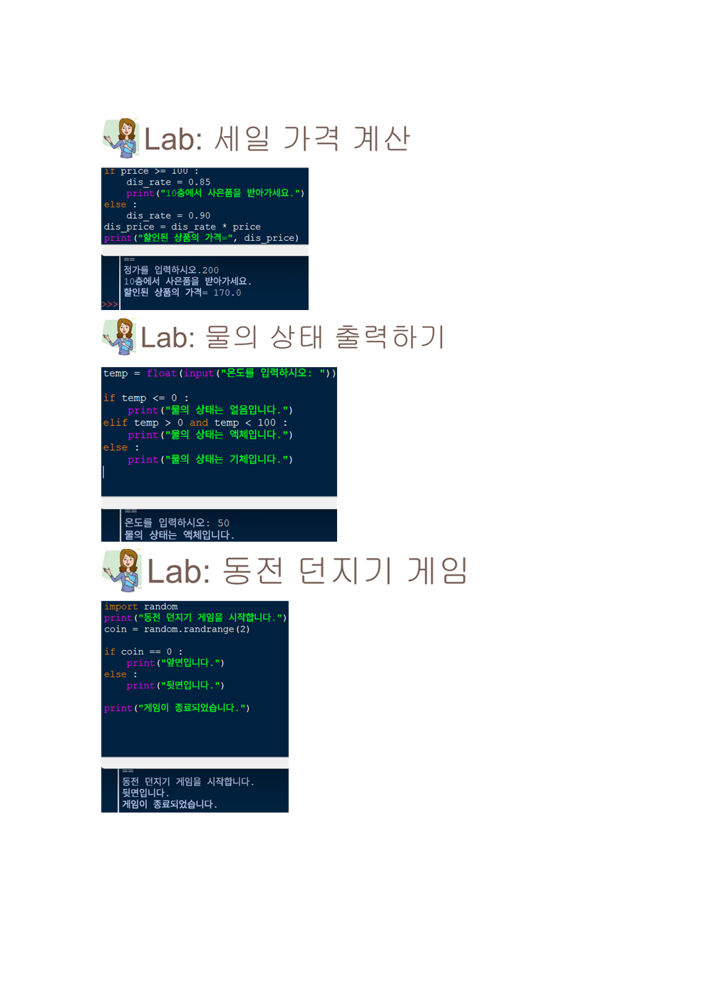 Lab: 세일 가격 계산
if price >= 100 :
    dis_rate = 0.85
    print("10층에서 사은품을 받아가세요.")
else :
    dis_rate = 0.90
dis_price = dis_rate * price
print("할인된 상품의 가격=", dis_price)
==
정가를 입력하시오.200
10층에서 사은품을 받아가세요.
할인된 상품의 가격= 170.0
>>>
Lab: 물의 상태 출력하기
temp = float(input("온도를 입력하시오: "))
if temp <= 0 :
    print("물의 상태는 얼음입니다.")
elif temp > 0 and temp < 100 :
    print("물의 상태는 액체입니다.")
else :
    print("물의 상태는 기체입니다.")
==
온도를 입력하시오: 50
물의 상태는 액체입니다.
Lab: 동전 던지기 게임
import random
print("동전 던지기 게임을 시작합니다.")
coin = random.randrange(2)
if coin == 0 :
    print("앞면입니다.")
else :
    print("뒷면입니다.")
print("게임이 종료되었습니다.")
==
동전 던지기 게임을 시작합니다.
뒷면입니다.
게임이 종료되었습니다.